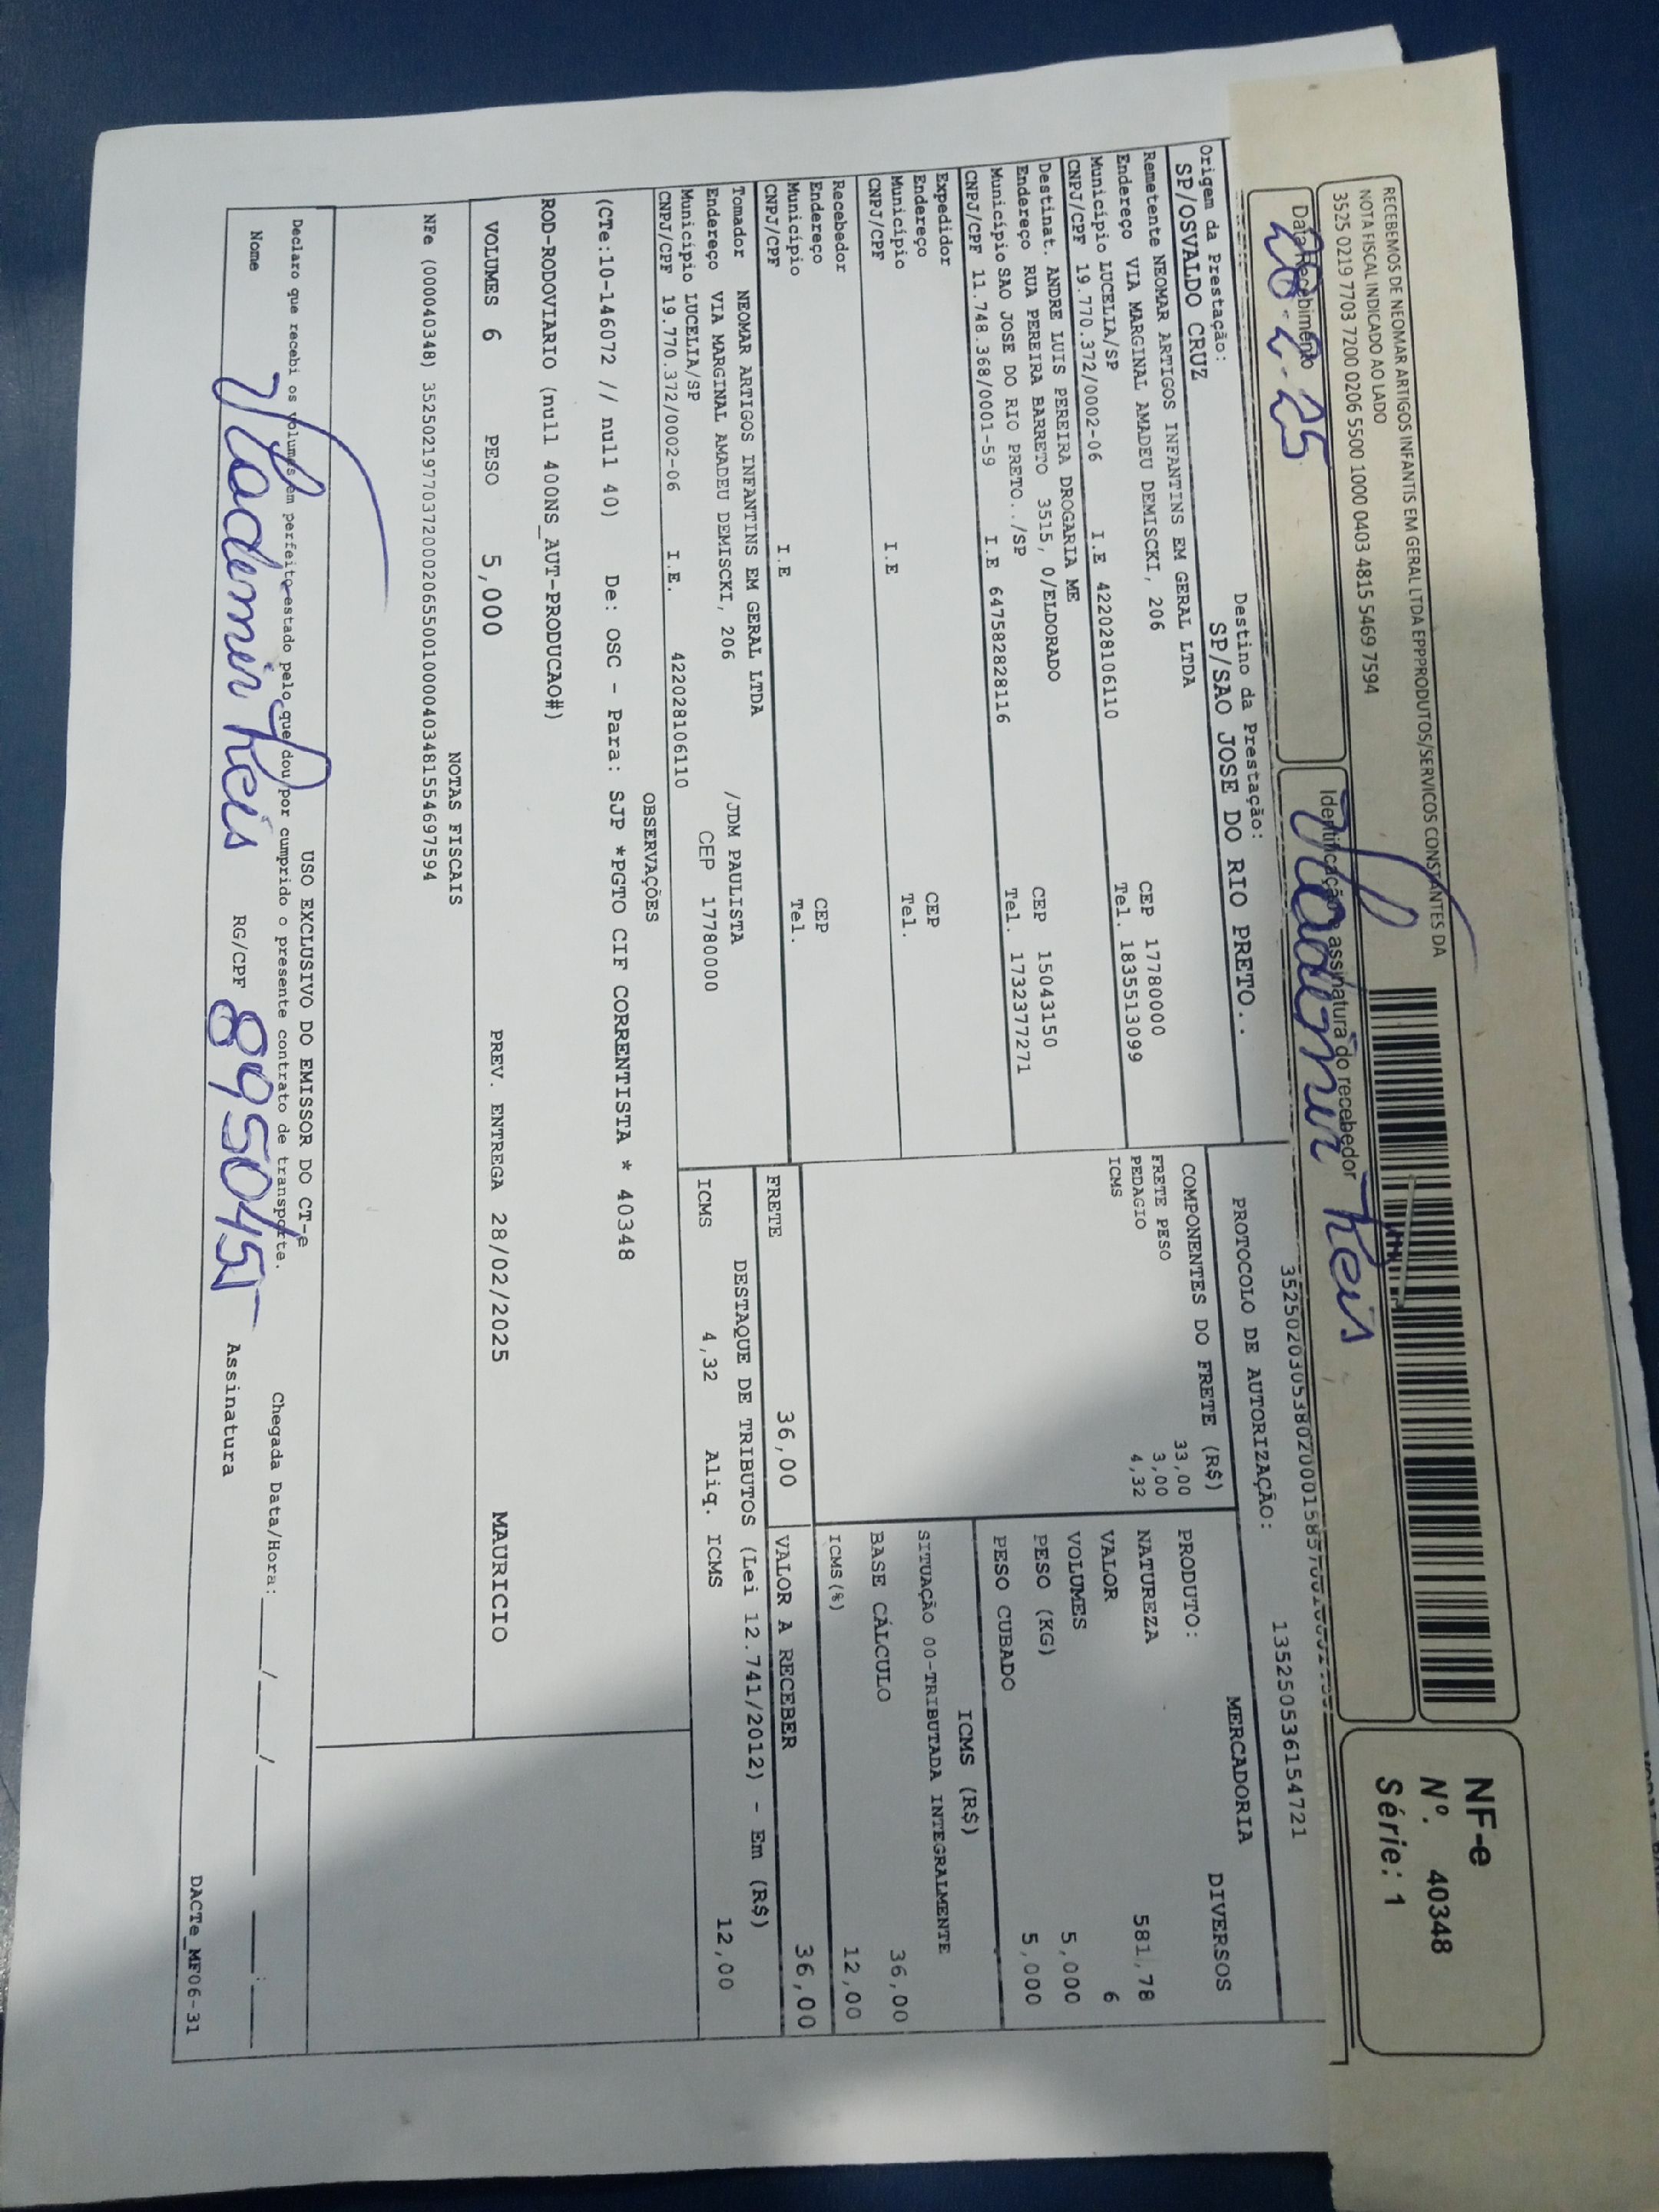 RECEBEMOS DE NEOMAR ARTIGOS INFANTIS EM GERAL LTDA EPPPRODUTOS/SERVICOS CONSTANTES DA
NOTA FISCAL INDICADO AO LADO
3525 0219 7703 7200 0206 5500 1000 0403 4815 5469 7594
NF-e
Nº. 40348
Série: 1
Data Recebimento
28-2-25
Identificação e assinatura do recebedor
Vlademir Reis
135250536154721
Origem da Prestação:
SP/OSVALDO CRUZ
Destino da Prestação:
SP/SAO JOSE DO RIO PRETO..
PROTOCOLO DE AUTORIZAÇÃO:
Remetente NEOMAR ARTIGOS INFANTINS EM GERAL LTDA
Endereço VIA MARGINAL AMADEU DEMISCKI, 206 CEP 17780000
Município LUCELIA/SP Tel. 1835513099
CNPJ/CPF 19.770.372/0002-06 I.E 422028106110
Destinat. ANDRE LUIS PEREIRA DROGARIA ME
Endereço RUA PEREIRA BARRETO 3515, 0/ELDORADO CEP 15043150
Município SAO JOSE DO RIO PRETO../SP Tel. 1732377271
CNPJ/CPF 11.748.368/0001-59 I.E 647582828116
Expedidor
Endereço CEP
Município Tel.
CNPJ/CPF I.E
Recebedor
Endereço CEP
Município Tel.
CNPJ/CPF I.E
Tomador NEOMAR ARTIGOS INFANTINS EM GERAL LTDA
Endereço VIA MARGINAL AMADEU DEMISCKI, 206 /JDM PAULISTA
Município LUCELIA/SP CEP 17780000
CNPJ/CPF 19.770.372/0002-06 I.E. 422028106110
COMPONENTES DO FRETE (R$)
FRETE PESO 33,00
PEDAGIO 3,00
ICMS 4,32
MERCADORIA
PRODUTO: DIVERSOS
NATUREZA
VALOR 581,78
VOLUMES 6
PESO (KG) 5,000
PESO CUBADO 5,000
ICMS (R$)
SITUAÇÃO 00-TRIBUTADA INTEGRALMENTE
BASE CÁLCULO 36,00
ICMS(%) 12,00
FRETE 36,00
VALOR A RECEBER 36,00
DESTAQUE DE TRIBUTOS (Lei 12.741/2012) - Em (R$)
ICMS 4,32 Aliq. ICMS 12,00
OBSERVAÇÕES
(CTe:10-146072 // null 40) De: OSC - Para: SJP *PGTO CIF CORRENTISTA * 40348
ROD-RODOVIARIO (null 400NS_AUT-PRODUCAO#)
VOLUMES 6 PESO 5,000 PREV. ENTREGA 28/02/2025 MAURICIO
NOTAS FISCAIS
NFe (000040348) 35250219770372000206550010000403481554697594
USO EXCLUSIVO DO EMISSOR DO CT-e
Declaro que recebi os volumes em perfeito estado pelo que dou por cumprido o presente contrato de transporte.
Chegada Data/Hora: ____/____/____ ____:____
Nome Vlademir Reis RG/CPF 8950451 Assinatura
DACTe_MF06-31